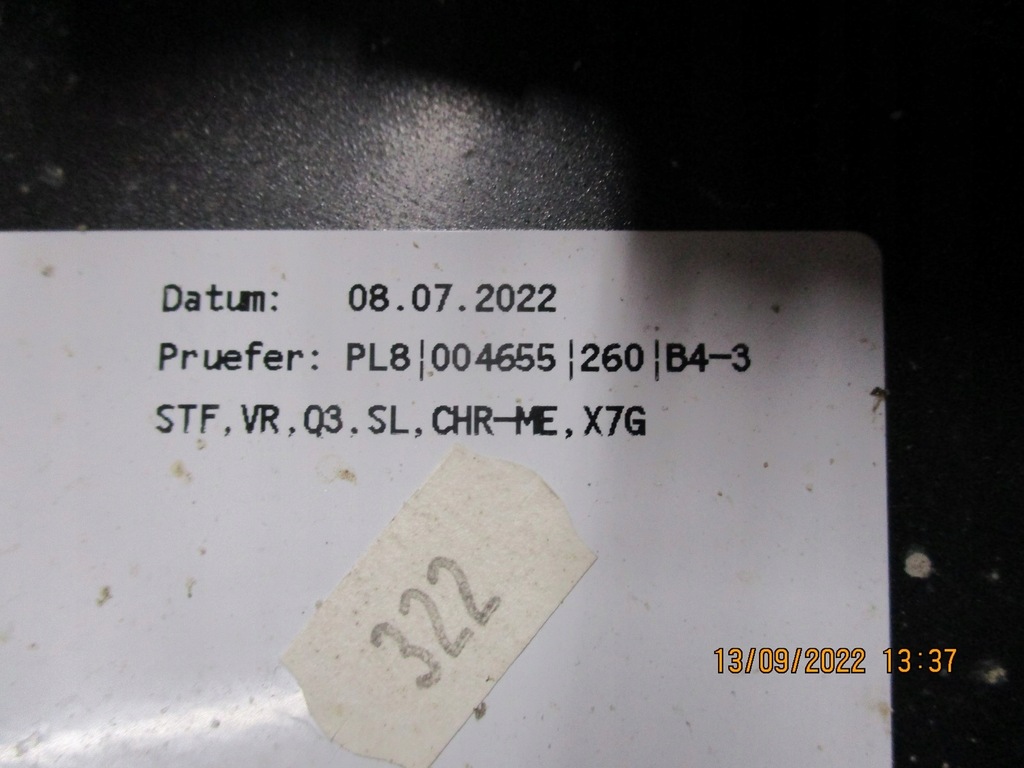 Datum: 08.07.2022
Pruefer: PL8|004655|260|B4-3
STF,VR,Q3.SL,CHR-ME,X7G
322
13/09/2022 13:37